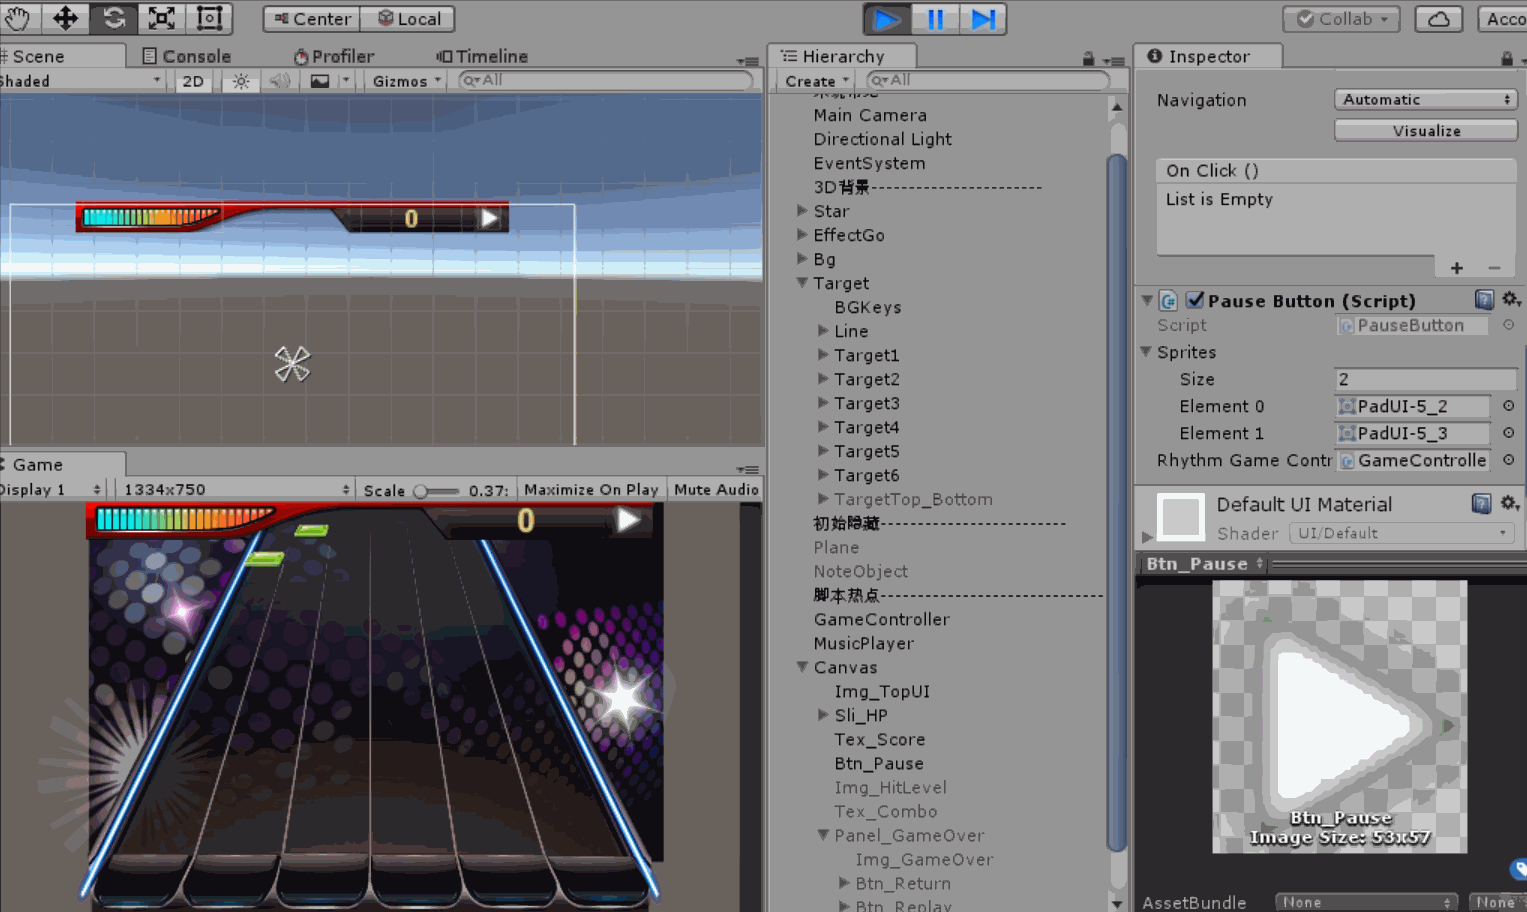 Center Local
Collab
Acco
Scene Console Profiler Timeline
Shaded 2D Gizmos All
0
Game
Display 1 1334x750 Scale 0.37: Maximize On Play Mute Audio
0
Hierarchy
Create All
Main Camera
Directional Light
EventSystem
3D背景------------------------
Star
EffectGo
Bg
Target
BGKeys
Line
Target1
Target2
Target3
Target4
Target5
Target6
TargetTop_Bottom
初始隐藏--------------------------
Plane
NoteObject
脚本热点-------------------------------
GameController
MusicPlayer
Canvas
Img_TopUI
Sli_HP
Tex_Score
Btn_Pause
Img_HitLevel
Tex_Combo
Panel_GameOver
Img_GameOver
Btn_Return
Btn_Replay
Inspector
Navigation Automatic
Visualize
On Click ()
List is Empty
+ −
Pause Button (Script)
Script PauseButton
Sprites
Size 2
Element 0 PadUI-5_2
Element 1 PadUI-5_3
Rhythm Game Contr GameControlle
Default UI Material
Shader UI/Default
Btn_Pause
Btn_Pause
Image Size: 53x57
AssetBundle None None